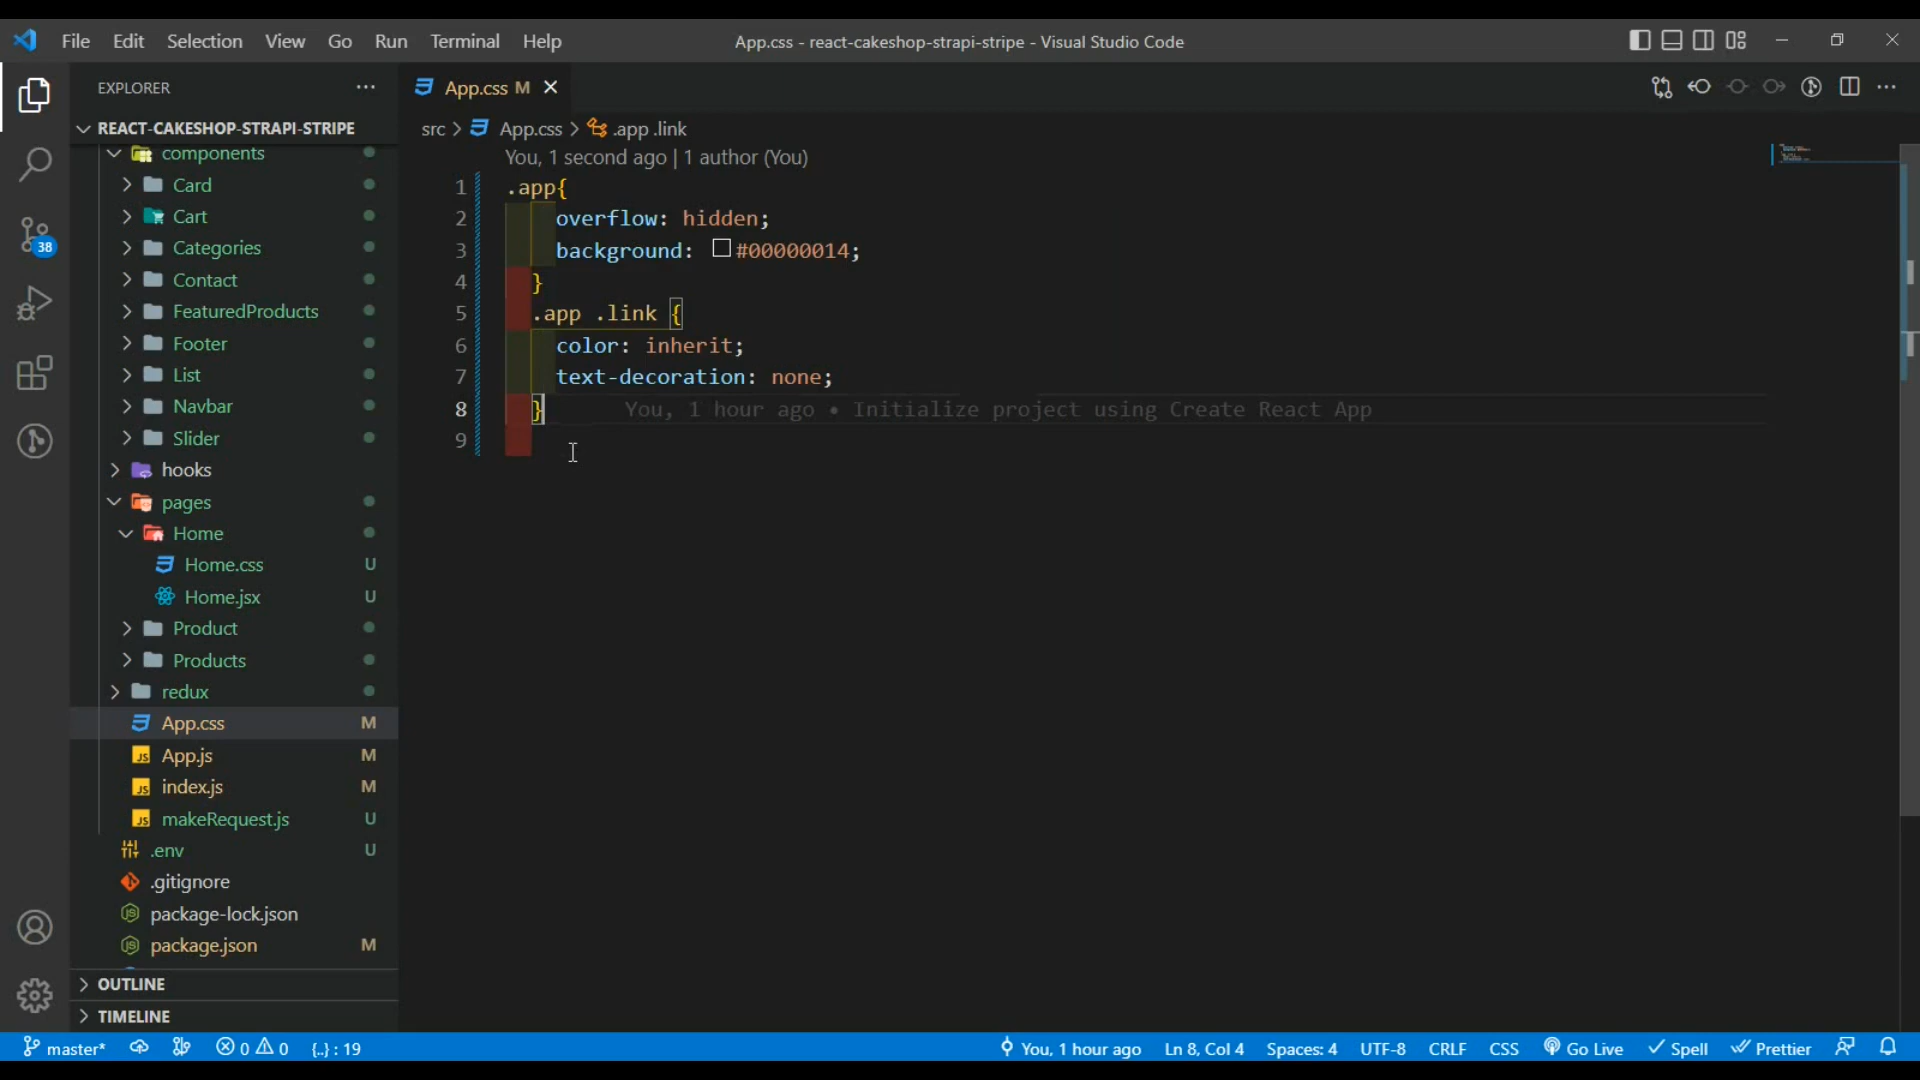 File Edit Selection View Go Run Terminal Help App.css - react-cakeshop-strapi-stripe - Visual Studio Code
EXPLORER
App.css M
REACT-CAKESHOP-STRAPI-STRIPE
src > App.css > .app .link
components
You, 1 second ago | 1 author (You)
Card
Cart
Categories
Contact
FeaturedProducts
Footer
List
Navbar
Slider
hooks
pages
Home
Home.css U
Home.jsx U
Product
Products
redux
App.css M
App.js M
index.js M
makeRequest.js U
.env U
.gitignore
package-lock.json
package.json M
OUTLINE
TIMELINE
38
1 .app{
2 overflow: hidden;
3 background: #00000014;
4 }
5 .app .link {
6 color: inherit;
7 text-decoration: none;
8 } You, 1 hour ago • Initialize project using Create React App
9
master* 0 0 {..} : 19 You, 1 hour ago Ln 8, Col 4 Spaces: 4 UTF-8 CRLF CSS Go Live Spell Prettier